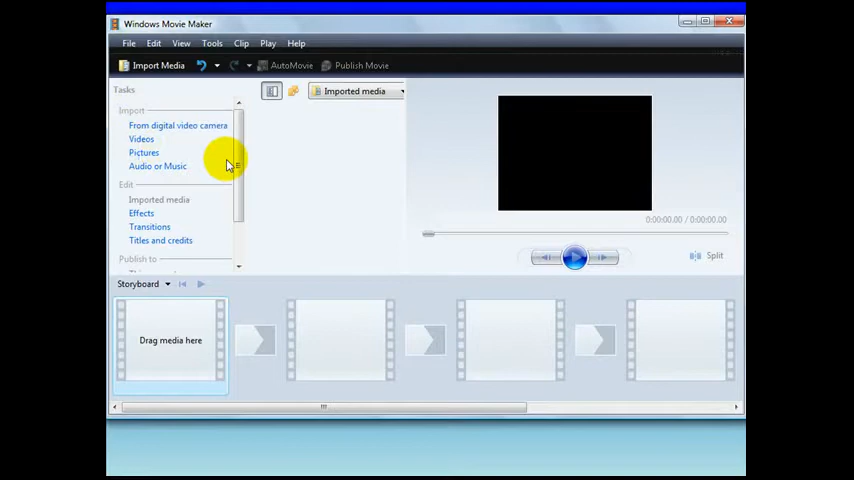 Windows Movie Maker
File Edit View Tools Clip Play Help
Import Media AutoMovie Publish Movie
Tasks
Imported media
Import
From digital video camera
Videos
Pictures
Audio or Music
Edit
Imported media
Effects
Transitions
Titles and credits
Publish to
0:00:00.00 / 0:00:00.00
Split
Storyboard
Drag media here